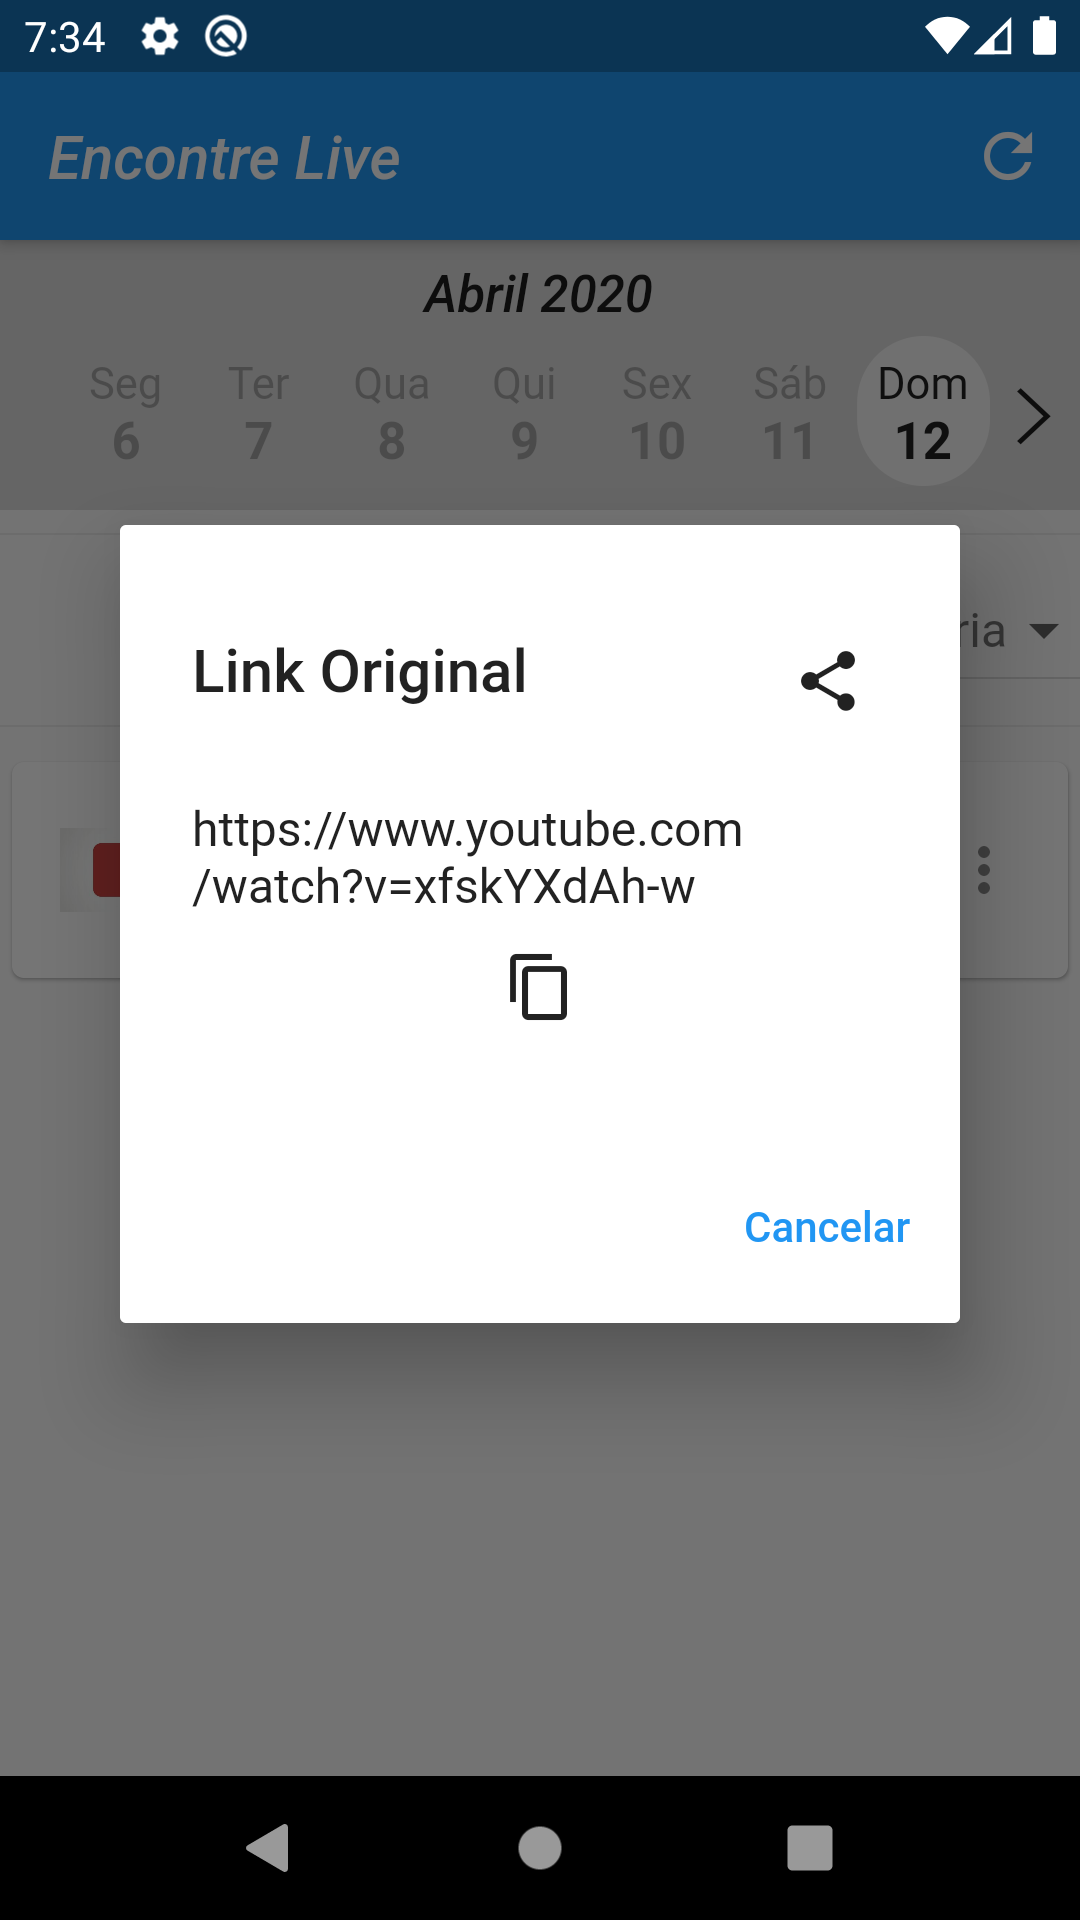 7:34
Encontre Live
Abril 2020
Seg Ter Qua Qui Sex Sáb Dom
6 7 8 9 10 11 12
Link Original
https://www.youtube.com
/watch?v=xfskYXdAh-w
Cancelar